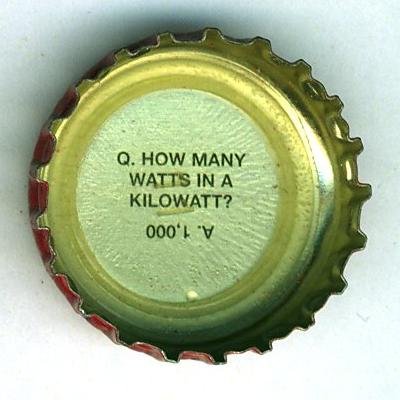 Q. HOW MANY
WATTS IN A
KILOWATT?
A. 1,000